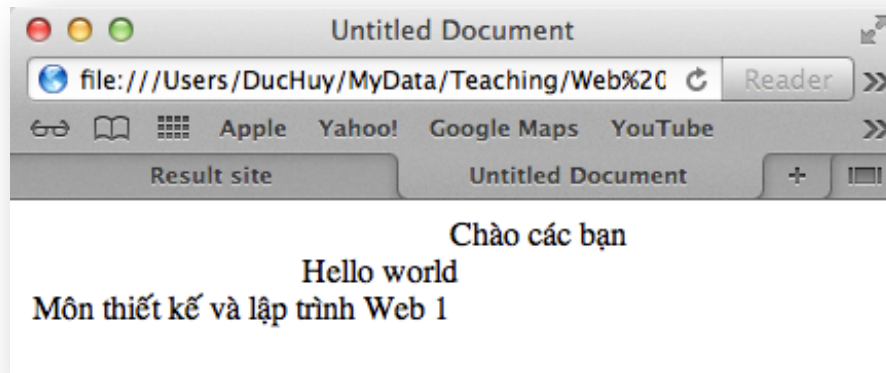 Untitled Document
file:///Users/DucHuy/MyData/Teaching/Web%20 Reader
Apple Yahoo! Google Maps YouTube
Result site Untitled Document
Chào các bạn
Hello world
Môn thiết kế và lập trình Web 1